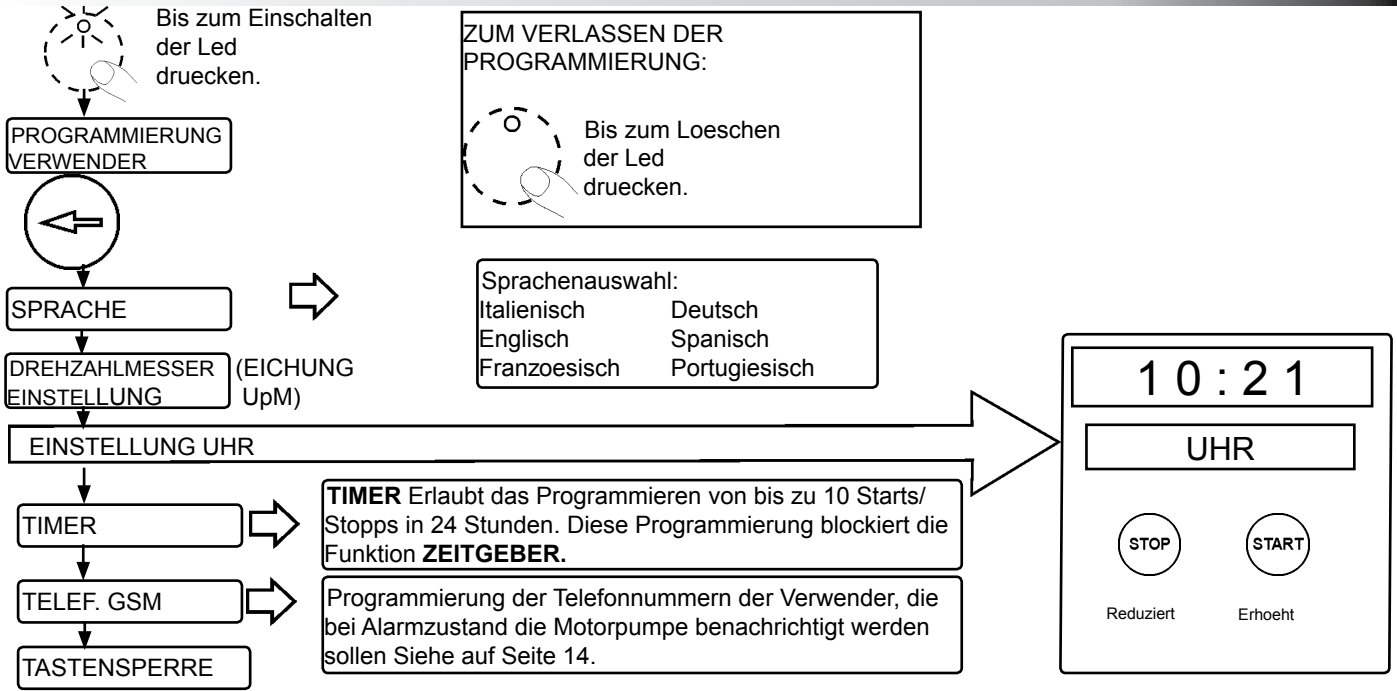 Bis zum Einschalten
der Led
druecken.
PROGRAMMIERUNG
VERWENDER
ZUM VERLASSEN DER
PROGRAMMIERUNG:
Bis zum Loeschen
der Led
druecken.
SPRACHE
Sprachenauswahl:
Italienisch Deutsch
Englisch Spanisch
Franzoesisch Portugiesisch
DREHZAHLMESSER
EINSTELLUNG
(EICHUNG
UpM)
EINSTELLUNG UHR
10:21
UHR
STOP START
Reduziert Erhoeht
TIMER
TIMER Erlaubt das Programmieren von bis zu 10 Starts/
Stopps in 24 Stunden. Diese Programmierung blockiert die
Funktion ZEITGEBER.
TELEF. GSM
Programmierung der Telefonnummern der Verwender, die
bei Alarmzustand die Motorpumpe benachrichtigt werden
sollen Siehe auf Seite 14.
TASTENSPERRE